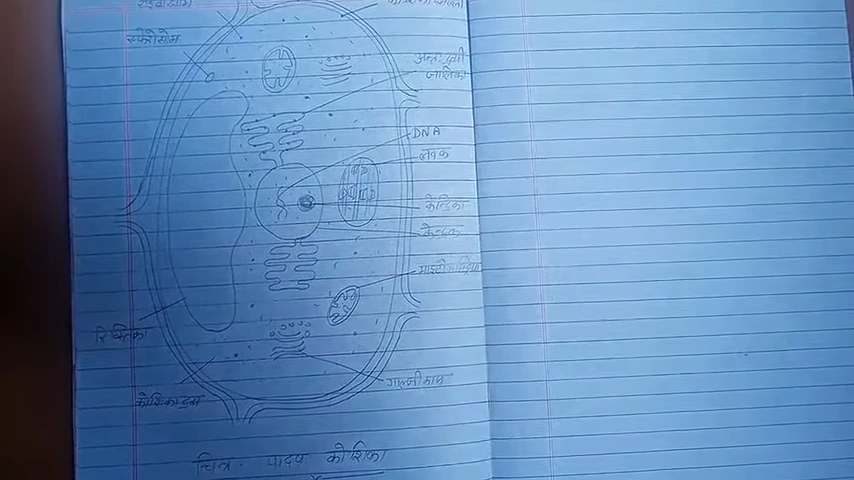 स्फेरोसोम
अन्तः द्रव्यी
जालिका
DNA
लवक
केन्द्रिका
केन्द्रक
माइटोकान्ड्रिया
रिक्तिका
गाल्जीकाय
कोशिका द्रव्य
चित्र - पादप कोशिका